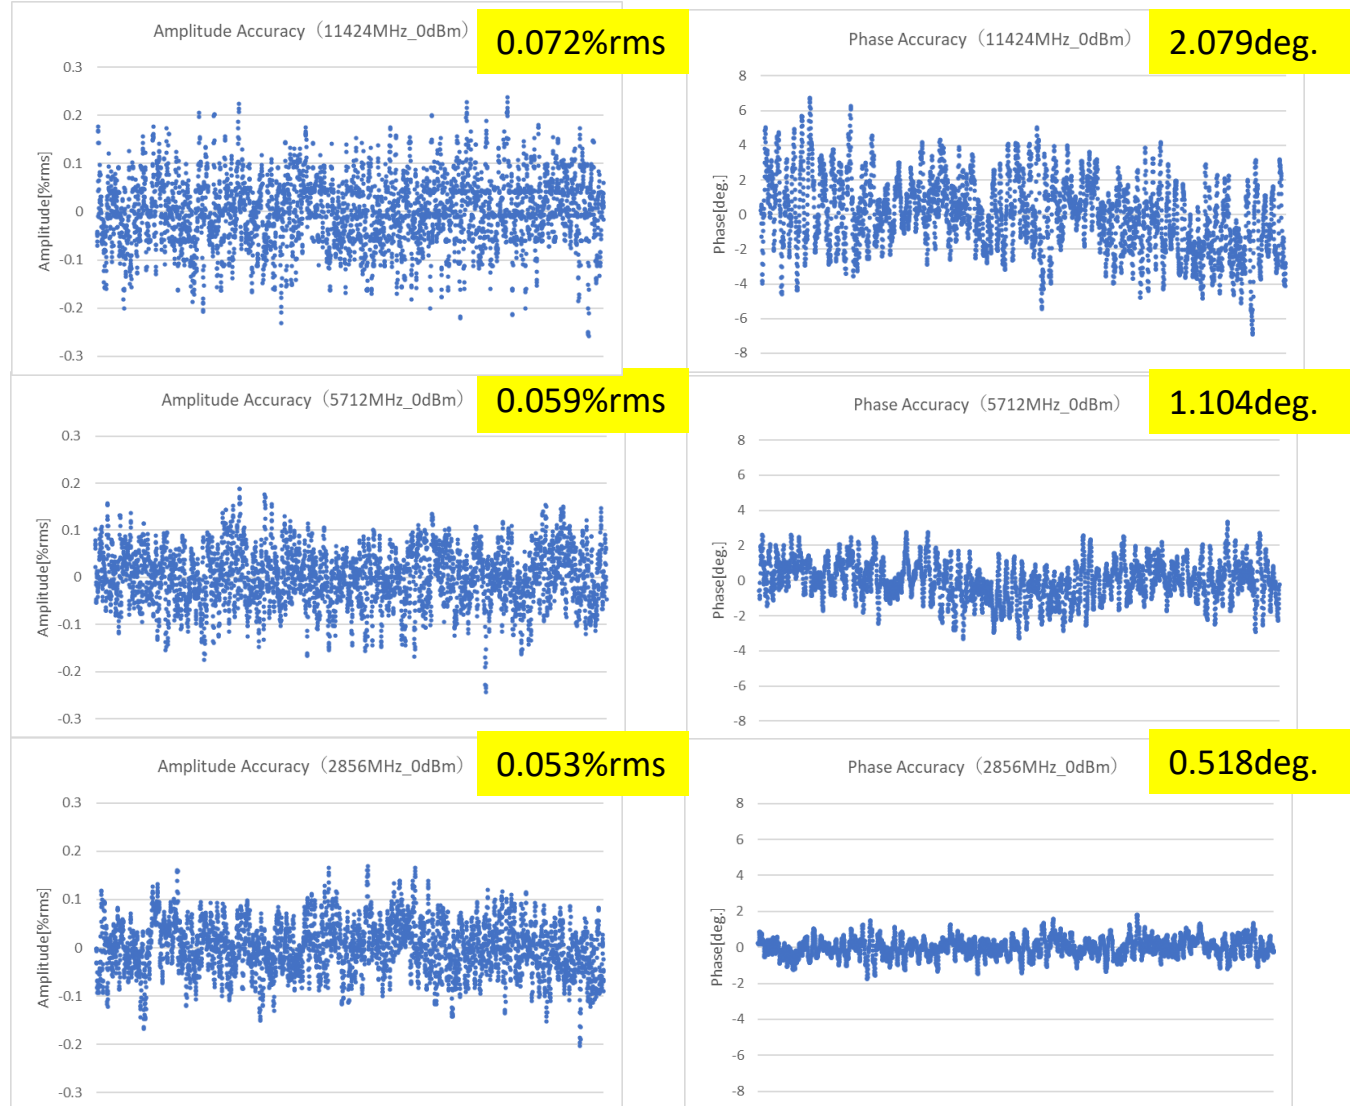 Amplitude Accuracy（11424MHz_0dBm）
0.072%rms
0.3
0.2
0.1
0
-0.1
-0.2
-0.3
Amplitude[%rms]
Phase Accuracy（11424MHz_0dBm）
2.079deg.
8
6
4
2
0
-2
-4
-6
-8
Phase[deg.]
Amplitude Accuracy（5712MHz_0dBm）
0.059%rms
0.3
0.2
0.1
0
-0.1
-0.2
-0.3
Amplitude[%rms]
Phase Accuracy（5712MHz_0dBm）
1.104deg.
8
6
4
2
0
-2
-4
-6
-8
Phase[deg.]
Amplitude Accuracy（2856MHz_0dBm）
0.053%rms
0.3
0.2
0.1
0
-0.1
-0.2
-0.3
Amplitude[%rms]
Phase Accuracy（2856MHz_0dBm）
0.518deg.
8
6
4
2
0
-2
-4
-6
-8
Phase[deg.]